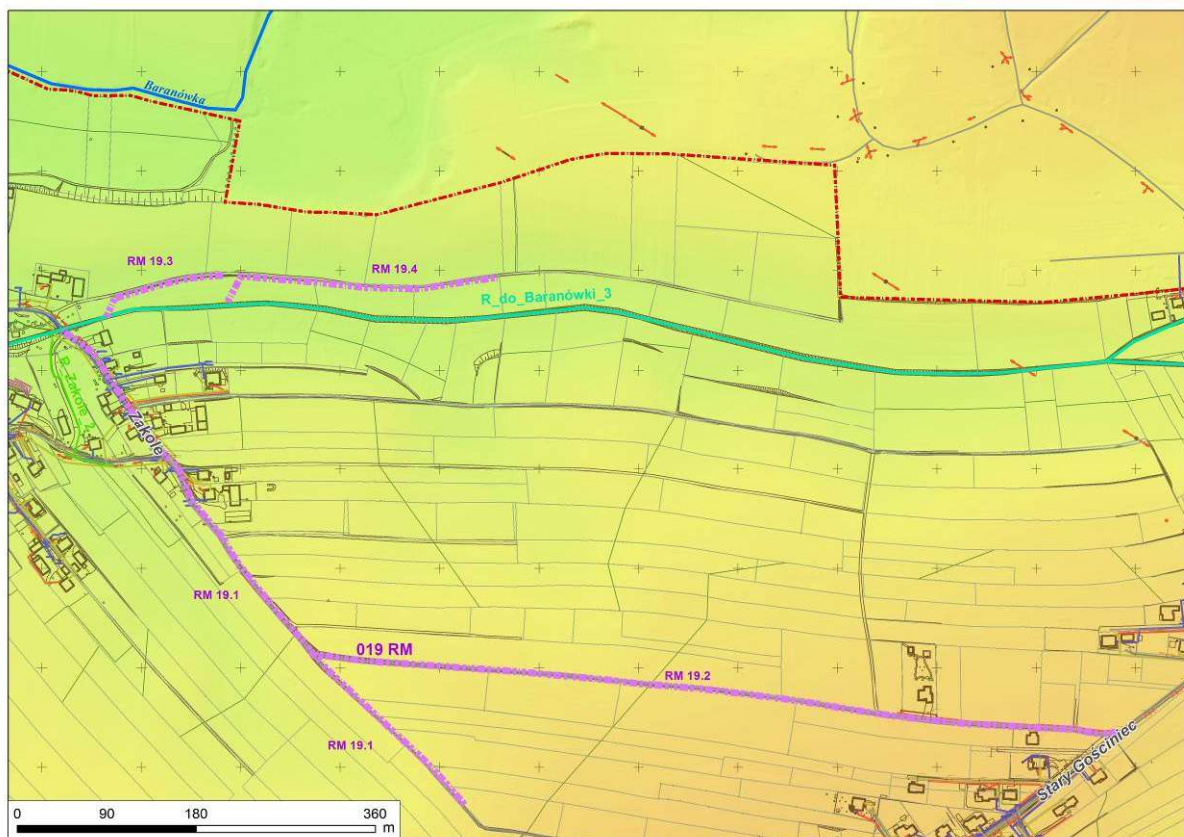 Baranówka
RM 19.3
RM 19.4
R_do_Baranówki_3
R_Zakole_2
Zakole
RM 19.1
019 RM
RM 19.2
RM 19.1
Stary Gościniec
0 90 180 360
m